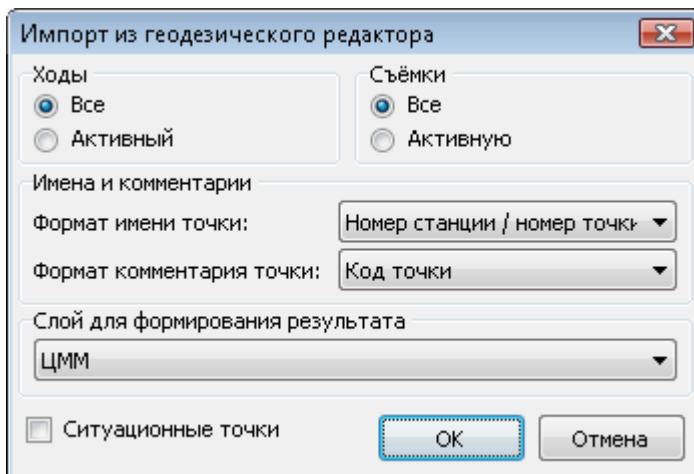 Импорт из геодезического редактора
Ходы
Все
Активный
Съёмки
Все
Активную
Имена и комментарии
Формат имени точки: Номер станции / номер точки
Формат комментария точки: Код точки
Слой для формирования результата
ЦММ
Ситуационные точки
ОК
Отмена